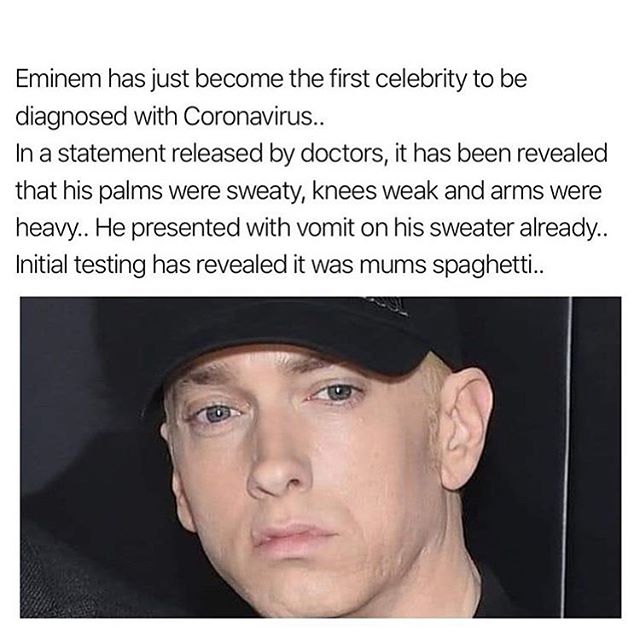 Eminem has just become the first celebrity to be
diagnosed with Coronavirus..
In a statement released by doctors, it has been revealed
that his palms were sweaty, knees weak and arms were
heavy.. He presented with vomit on his sweater already..
Initial testing has revealed it was mums spaghetti..